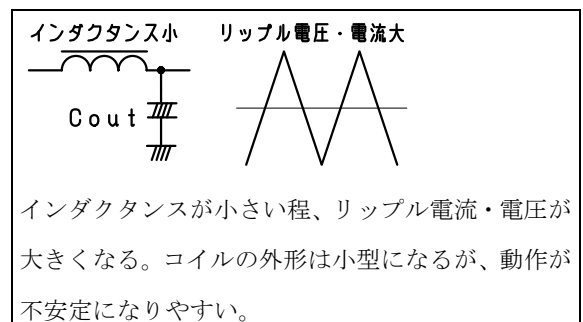 インダクタンス小
リップル電圧・電流大
Cout
インダクタンスが小さい程、リップル電流・電圧が
大きくなる。コイルの外形は小型になるが、動作が
不安定になりやすい。